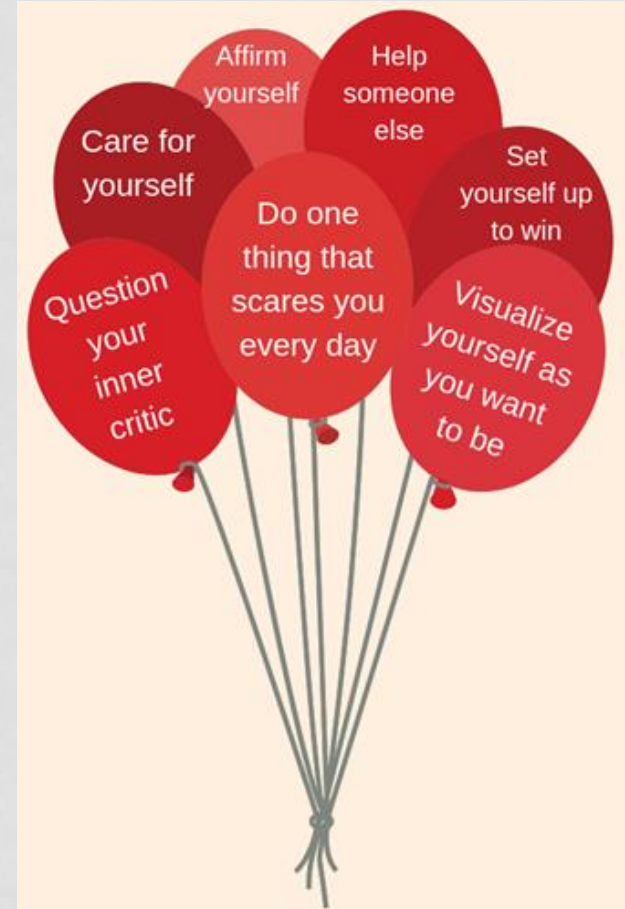 Affirm
yourself
Help
someone
else
Care for
yourself
Set
yourself up
to win
Do one
thing that
scares you
every day
Question
your
inner
critic
Visualize
yourself as
you want
to be